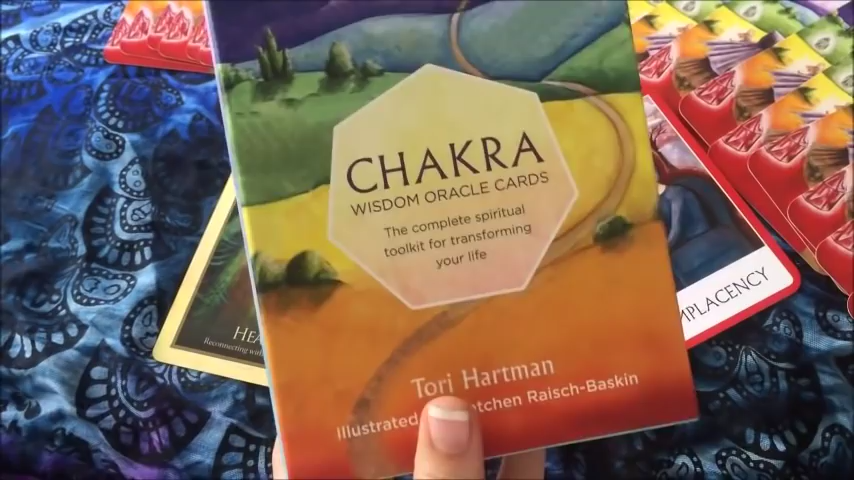 CHAKRA
WISDOM ORACLE CARDS
The complete spiritual
toolkit for transforming
your life
Tori Hartman
Illustrated Raisch-Baskin
MPLACENCY
HEA
Reconnecting with